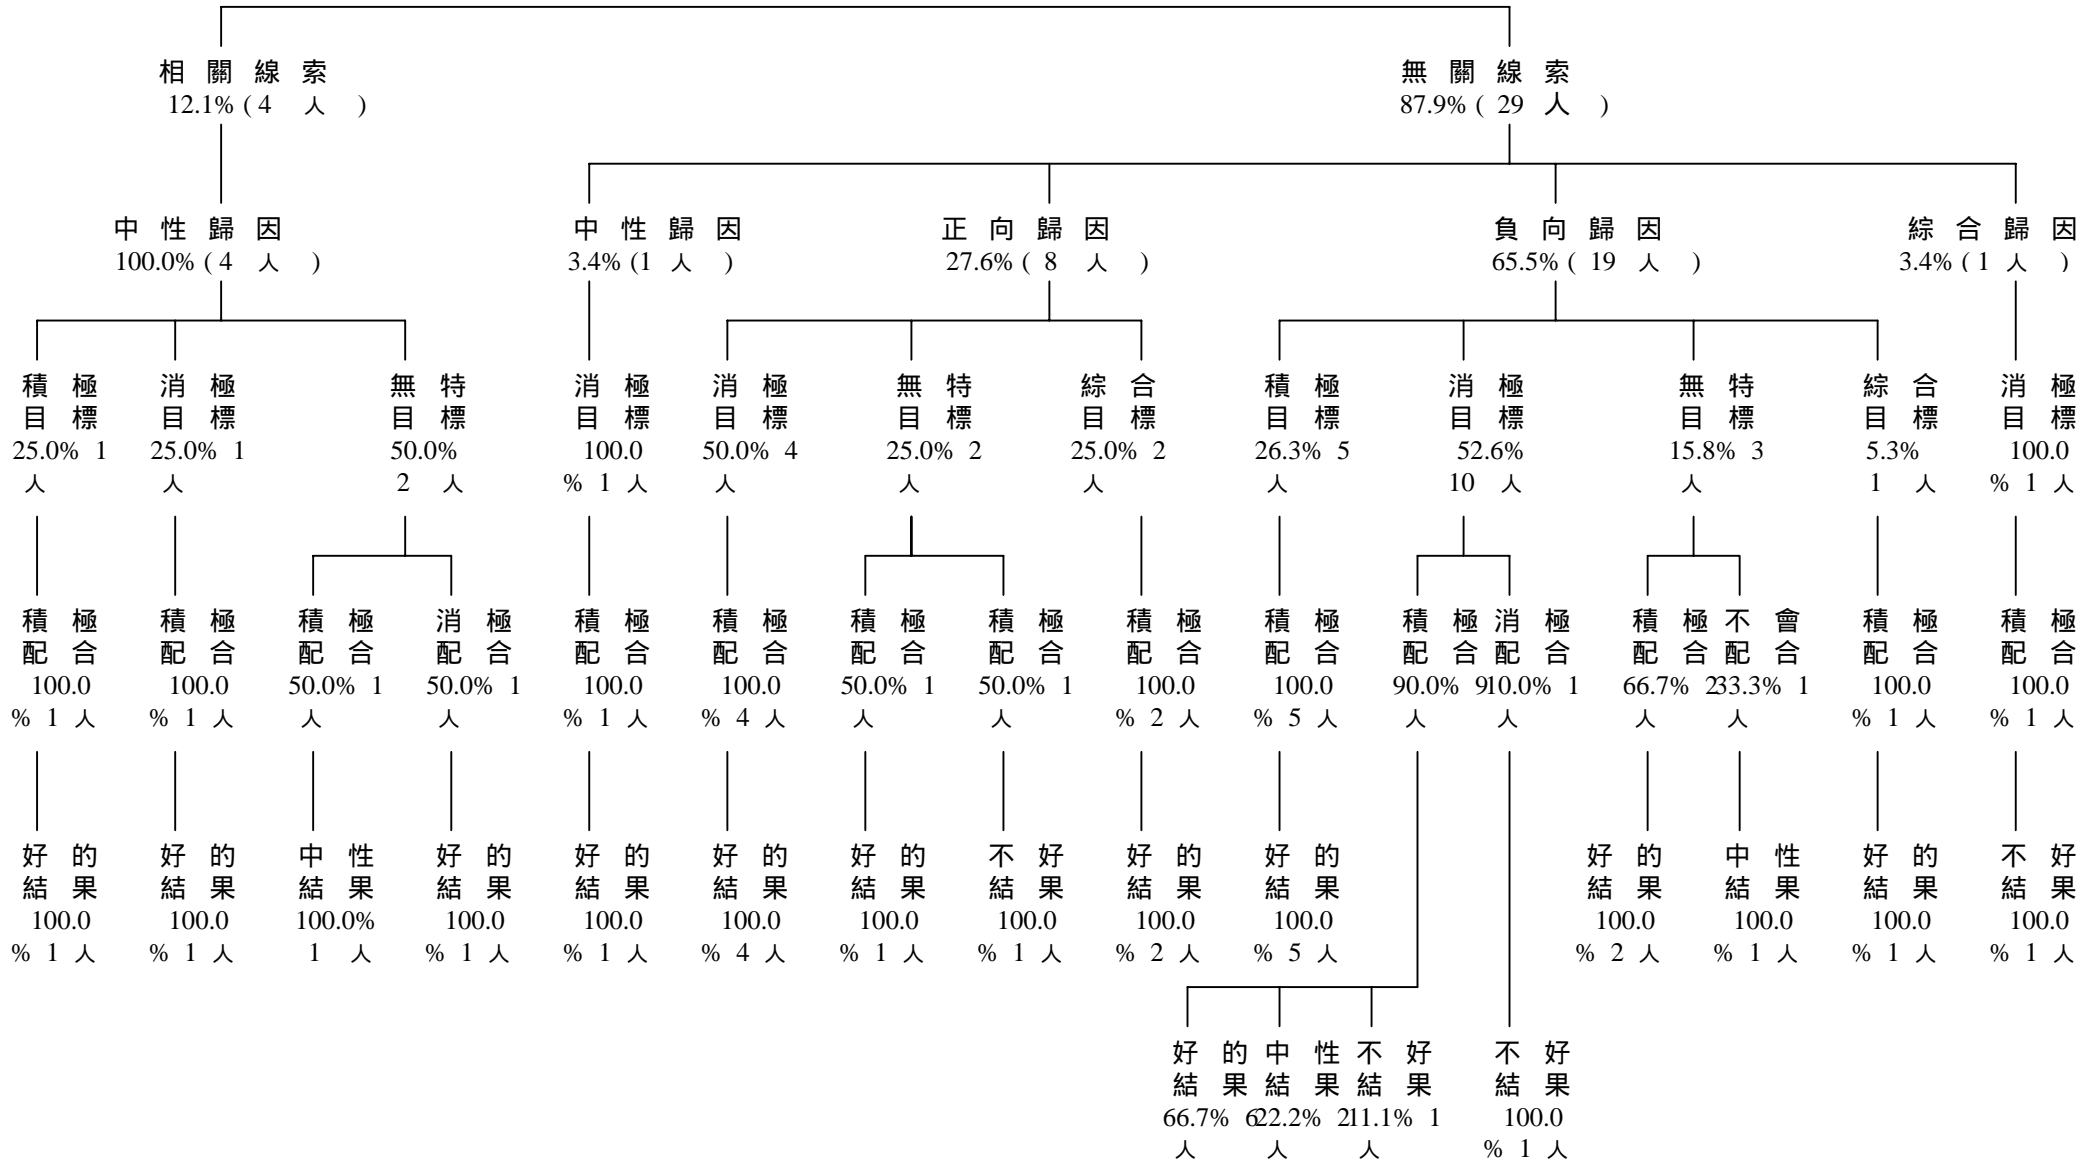 相關線索
12.1% (4 人)
無關線索
87.9% (29 人)
中性歸因
100.0% (4 人)
中性歸因
3.4% (1 人)
正向歸因
27.6% (8 人)
負向歸因
65.5% (19 人)
綜合歸因
3.4% (1 人)
積極
目標
25.0% 1
人
消極
目標
25.0% 1
人
無特
目標
50.0%
2 人
消極
目標
100.0
% 1 人
消極
目標
50.0% 4
人
無特
目標
25.0% 2
人
綜合
目標
25.0% 2
人
積極
目標
26.3% 5
人
消極
目標
52.6%
10 人
無特
目標
15.8% 3
人
綜合
目標
5.3%
1 人
消極
目標
100.0
% 1 人
積極
配合
100.0
% 1 人
積極
配合
100.0
% 1 人
積極
配合
50.0% 1
人
消極
配合
50.0% 1
人
積極
配合
100.0
% 1 人
積極
配合
100.0
% 4 人
積極
配合
50.0% 1
人
積極
配合
50.0% 1
人
積極
配合
100.0
% 2 人
積極
配合
100.0
% 5 人
積極
配合
90.0% 9
人
消極
配合
10.0% 1
人
積極
配合
66.7% 2
人
不會
配合
33.3% 1
人
積極
配合
100.0
% 1 人
積極
配合
100.0
% 1 人
好的
結果
100.0
% 1 人
好的
結果
100.0
% 1 人
中性
結果
100.0%
1 人
好的
結果
100.0
% 1 人
好的
結果
100.0
% 1 人
好的
結果
100.0
% 4 人
好的
結果
100.0
% 1 人
不好
結果
100.0
% 1 人
好的
結果
100.0
% 2 人
好的
結果
100.0
% 5 人
好的
結果
100.0
% 2 人
中性
結果
100.0
% 1 人
好的
結果
100.0
% 1 人
不好
結果
100.0
% 1 人
好的
結果
66.7% 6
人
中性
結果
22.2% 2
人
不好
結果
11.1% 1
人
不好
結果
100.0
% 1 人